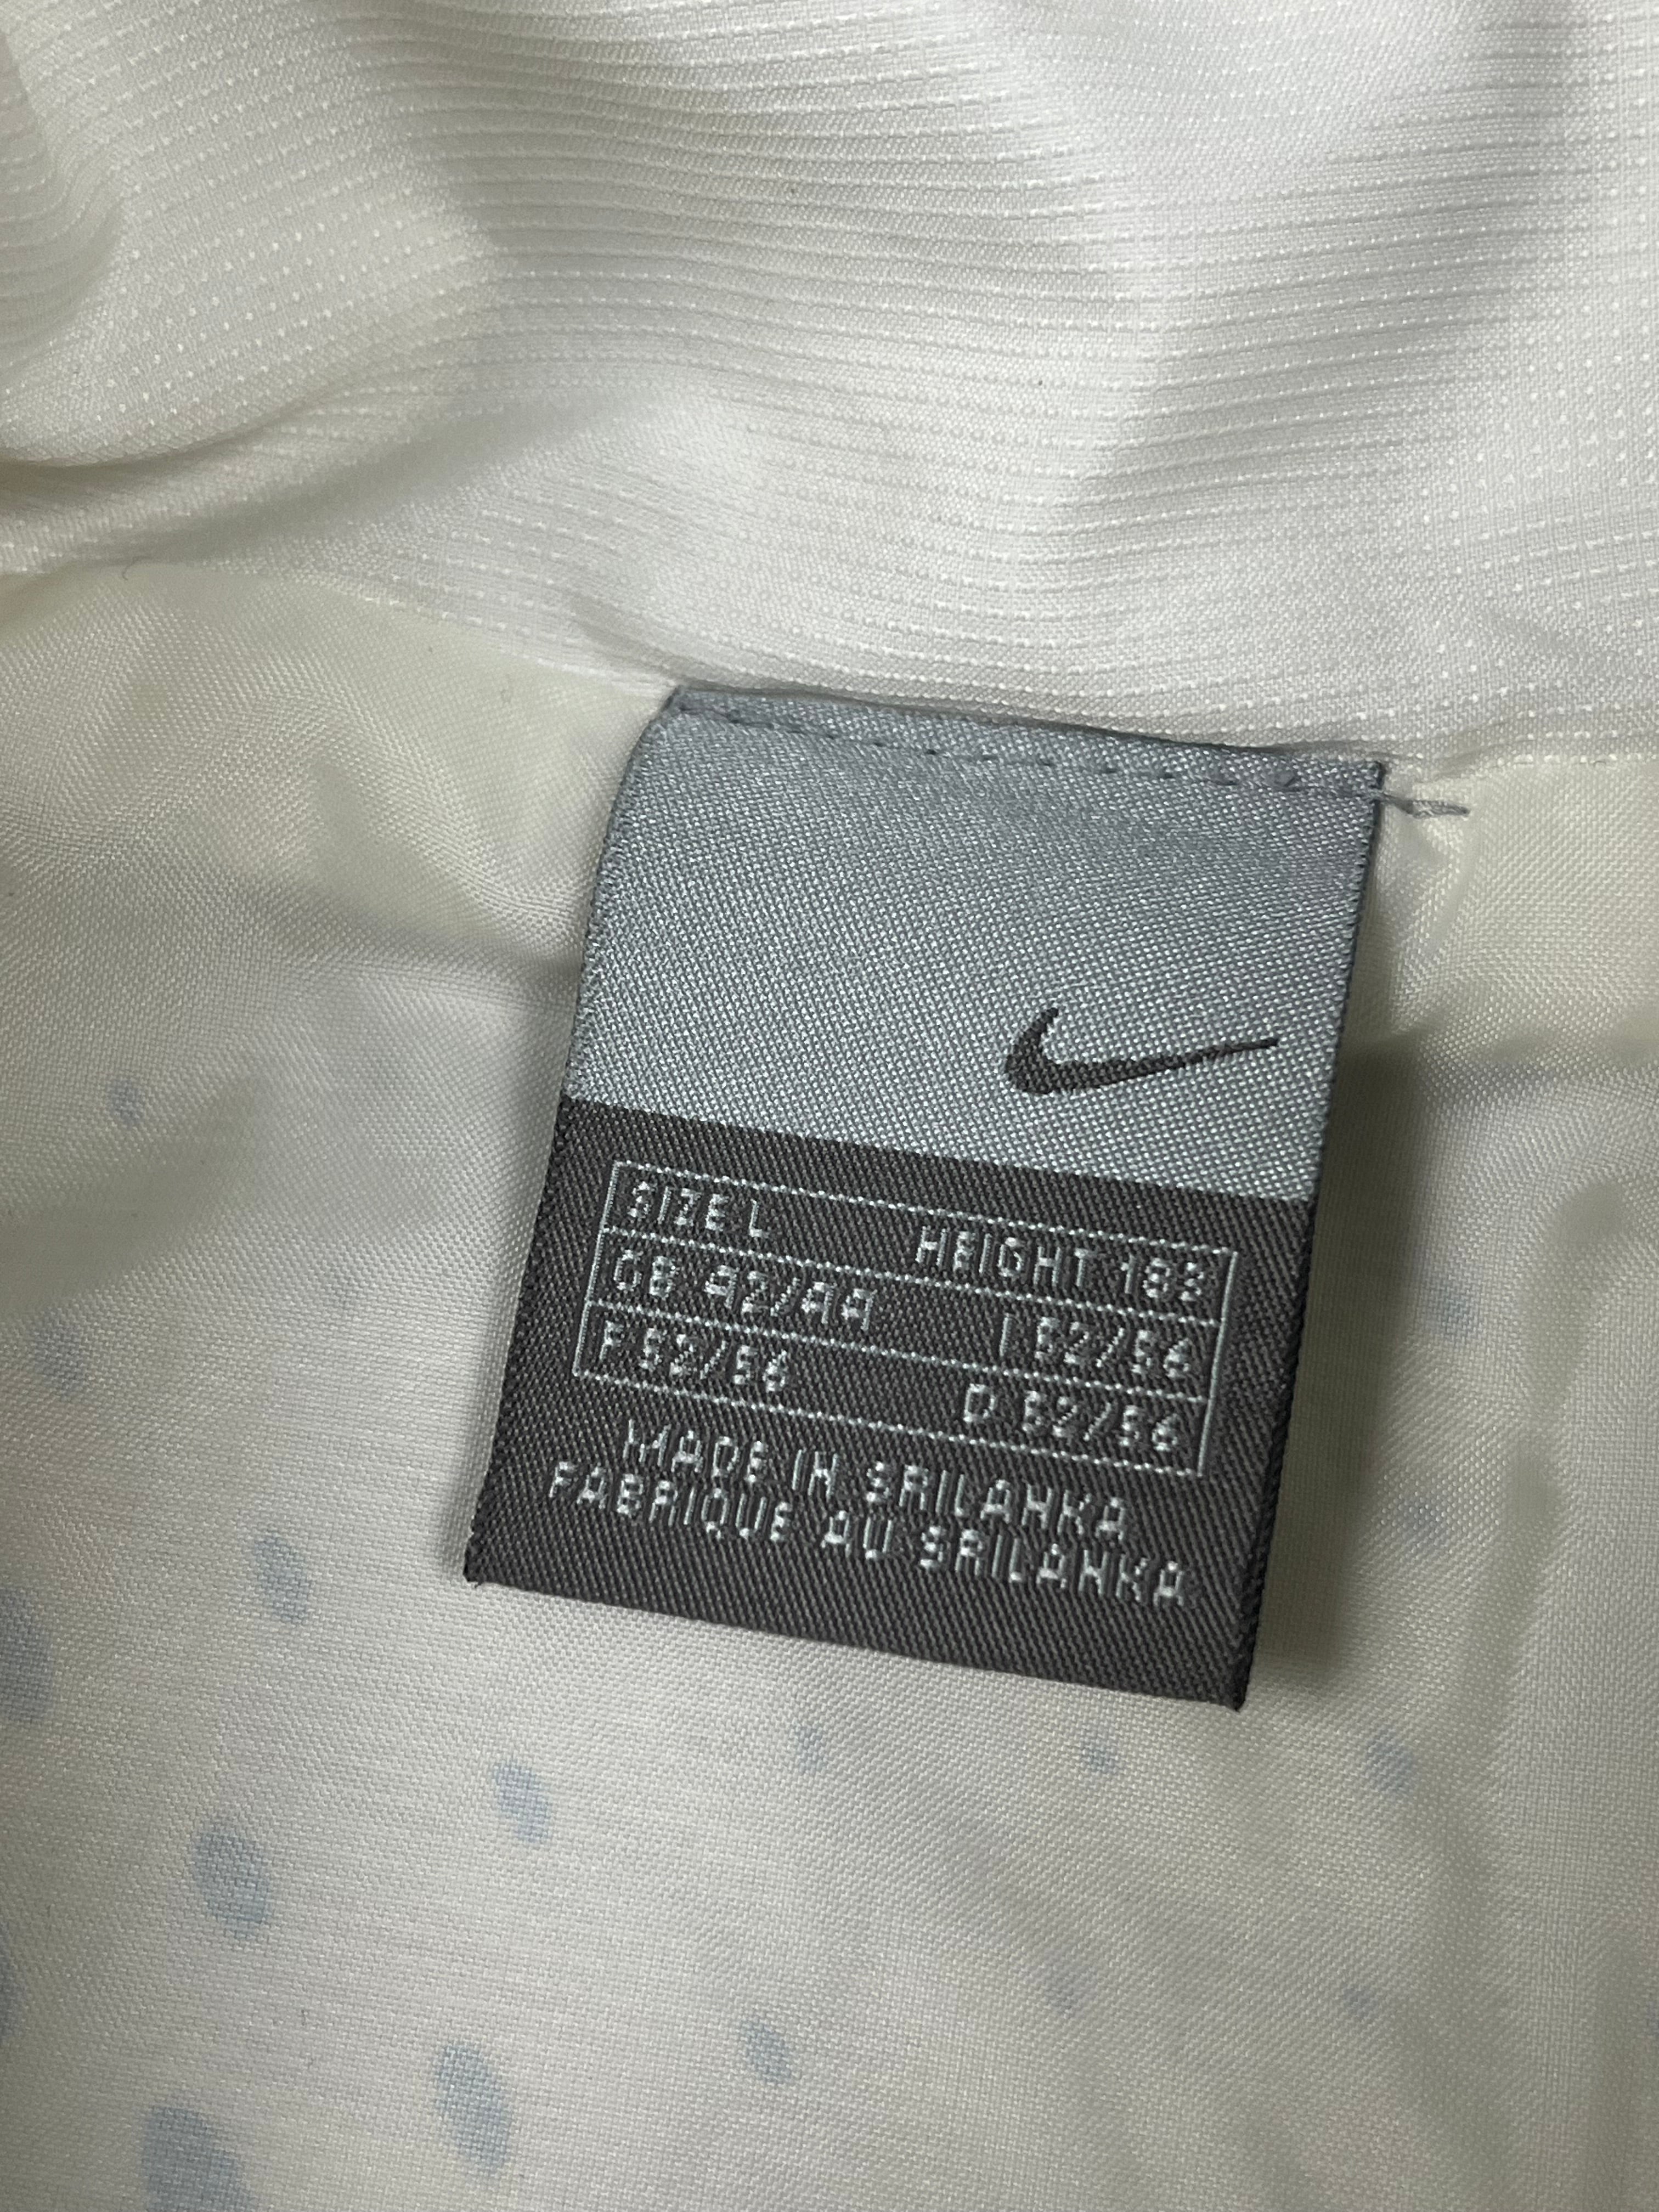 SIZE L HEIGHT 183
GB 42/44 I 52/56
F 52/56 D 52/56
MADE IN SRILANKA
FABRIQUE AU SRILANKA